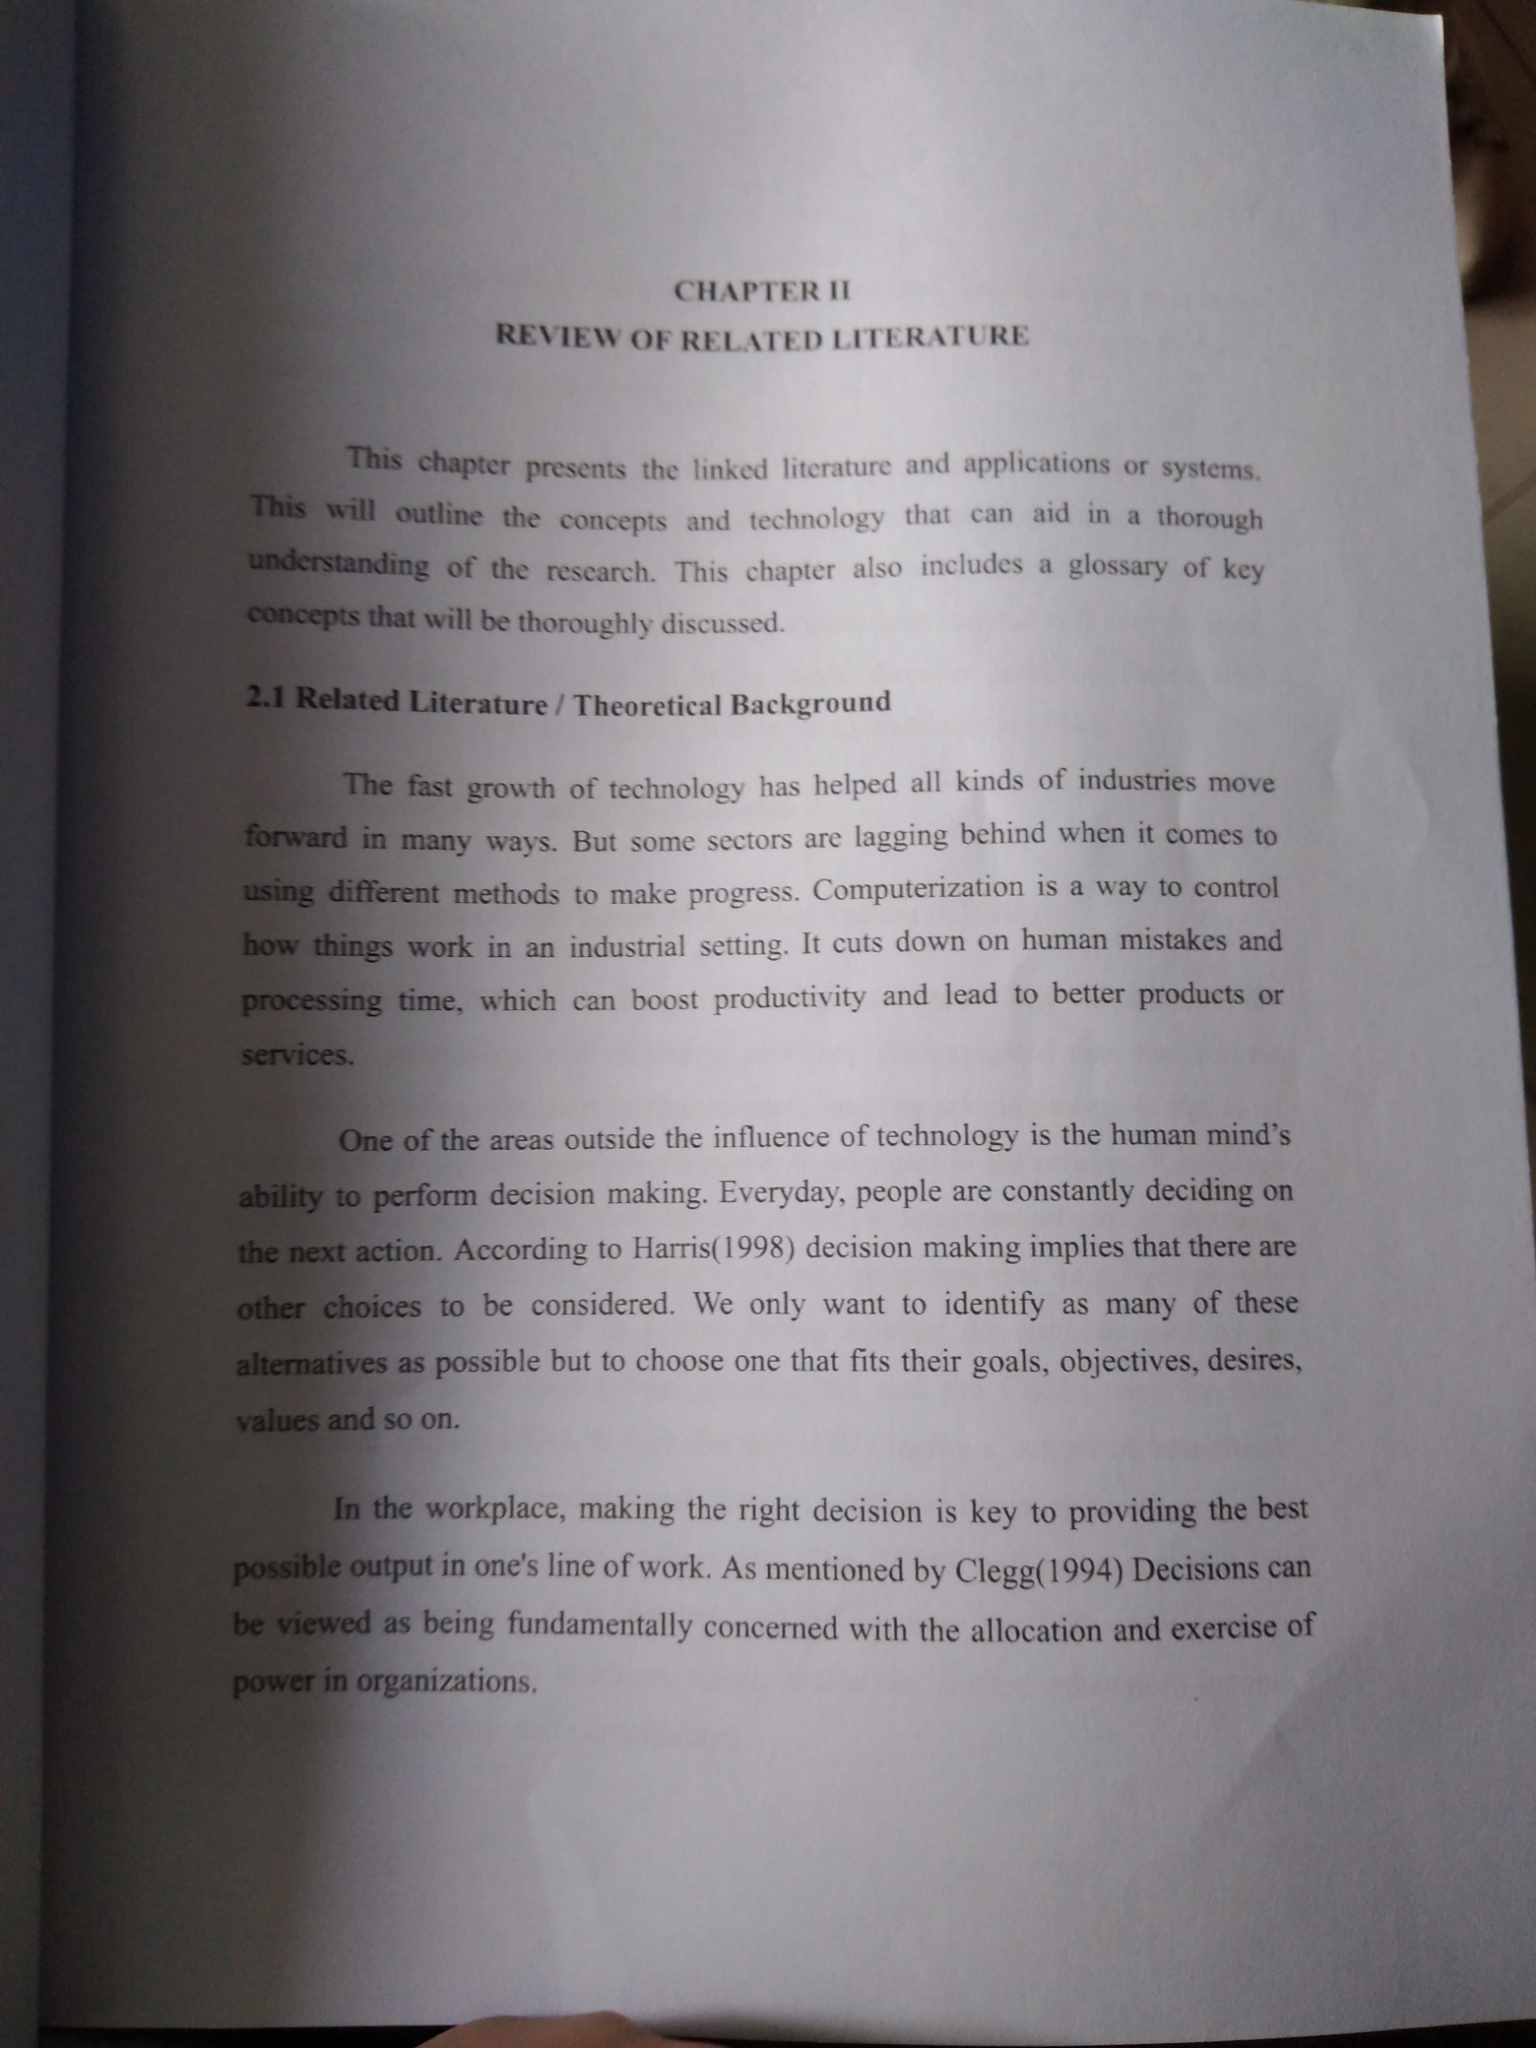 CHAPTER II
REVIEW OF RELATED LITERATURE
This chapter presents the linked literature and applications or systems.
This will outline the concepts and technology that can aid in a thorough
understanding of the research. This chapter also includes a glossary of key
concepts that will be thoroughly discussed.
2.1 Related Literature / Theoretical Background
The fast growth of technology has helped all kinds of industries move
forward in many ways. But some sectors are lagging behind when it comes to
using different methods to make progress. Computerization is a way to control
how things work in an industrial setting. It cuts down on human mistakes and
processing time, which can boost productivity and lead to better products or
services.
One of the areas outside the influence of technology is the human mind’s
ability to perform decision making. Everyday, people are constantly deciding on
the next action. According to Harris(1998) decision making implies that there are
other choices to be considered. We only want to identify as many of these
alternatives as possible but to choose one that fits their goals, objectives, desires,
values and so on.
In the workplace, making the right decision is key to providing the best
possible output in one's line of work. As mentioned by Clegg(1994) Decisions can
be viewed as being fundamentally concerned with the allocation and exercise of
power in organizations.